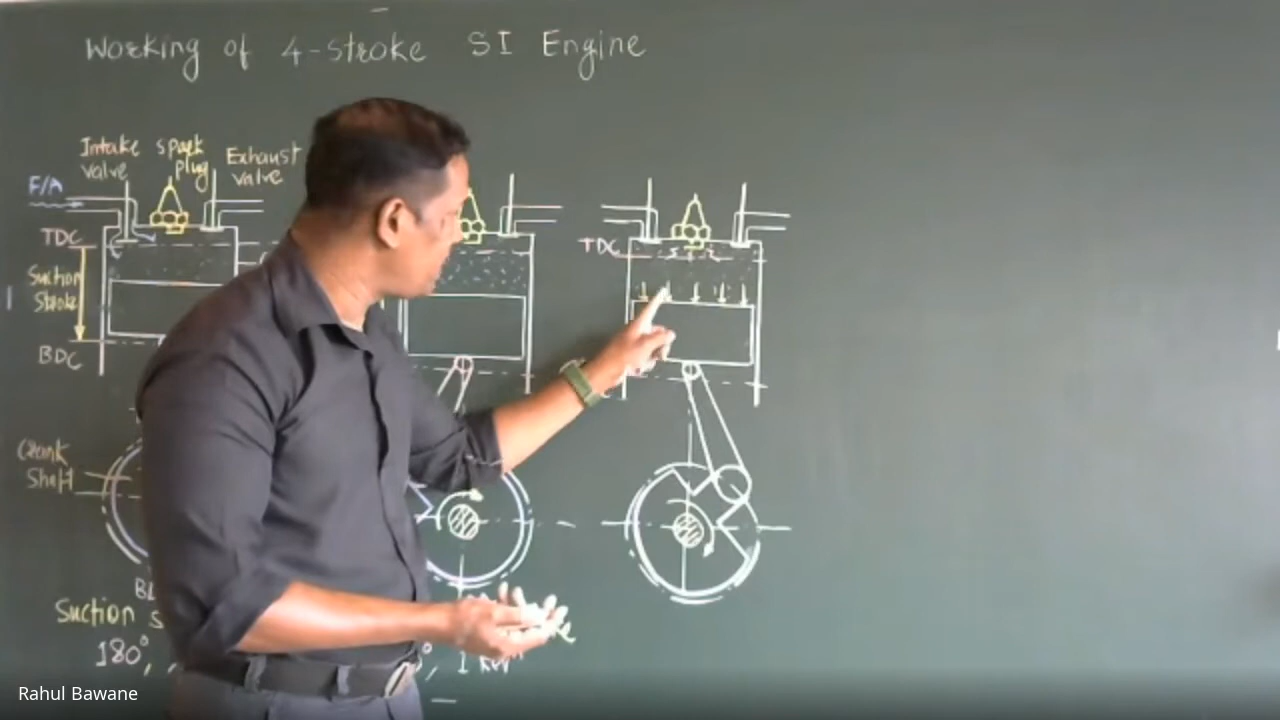 Working of 4-stroke SI Engine
Intake
valve
spark
plug
Exhaust
valve
F/A
TDC
Suction
Stroke
BDC
TDC
Crank
Shaft
Suction
180°,
Rahul Bawane